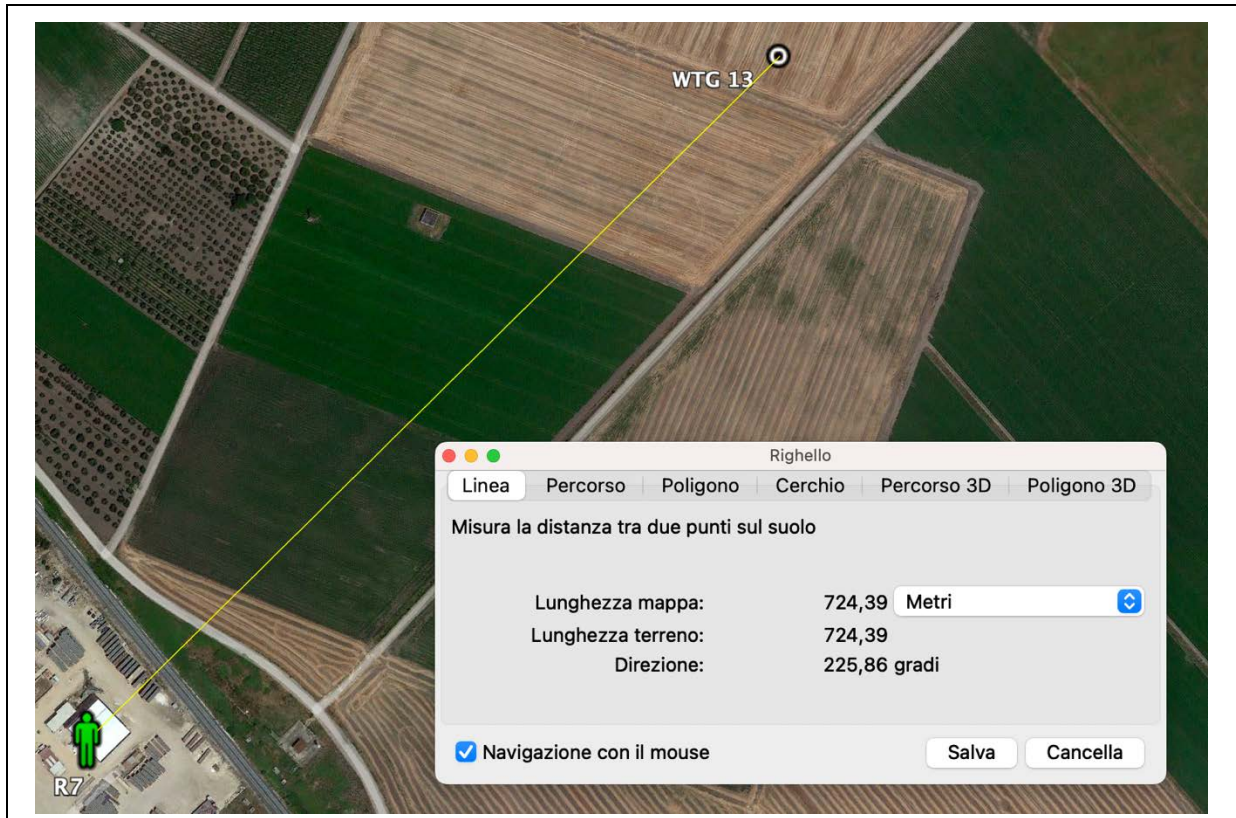 WTG 13
Righello
Linea Percorso Poligono Cerchio Percorso 3D Poligono 3D
Misura la distanza tra due punti sul suolo
Lunghezza mappa: 724,39 Metri
Lunghezza terreno: 724,39
Direzione: 225,86 gradi
Navigazione con il mouse Salva Cancella
R7